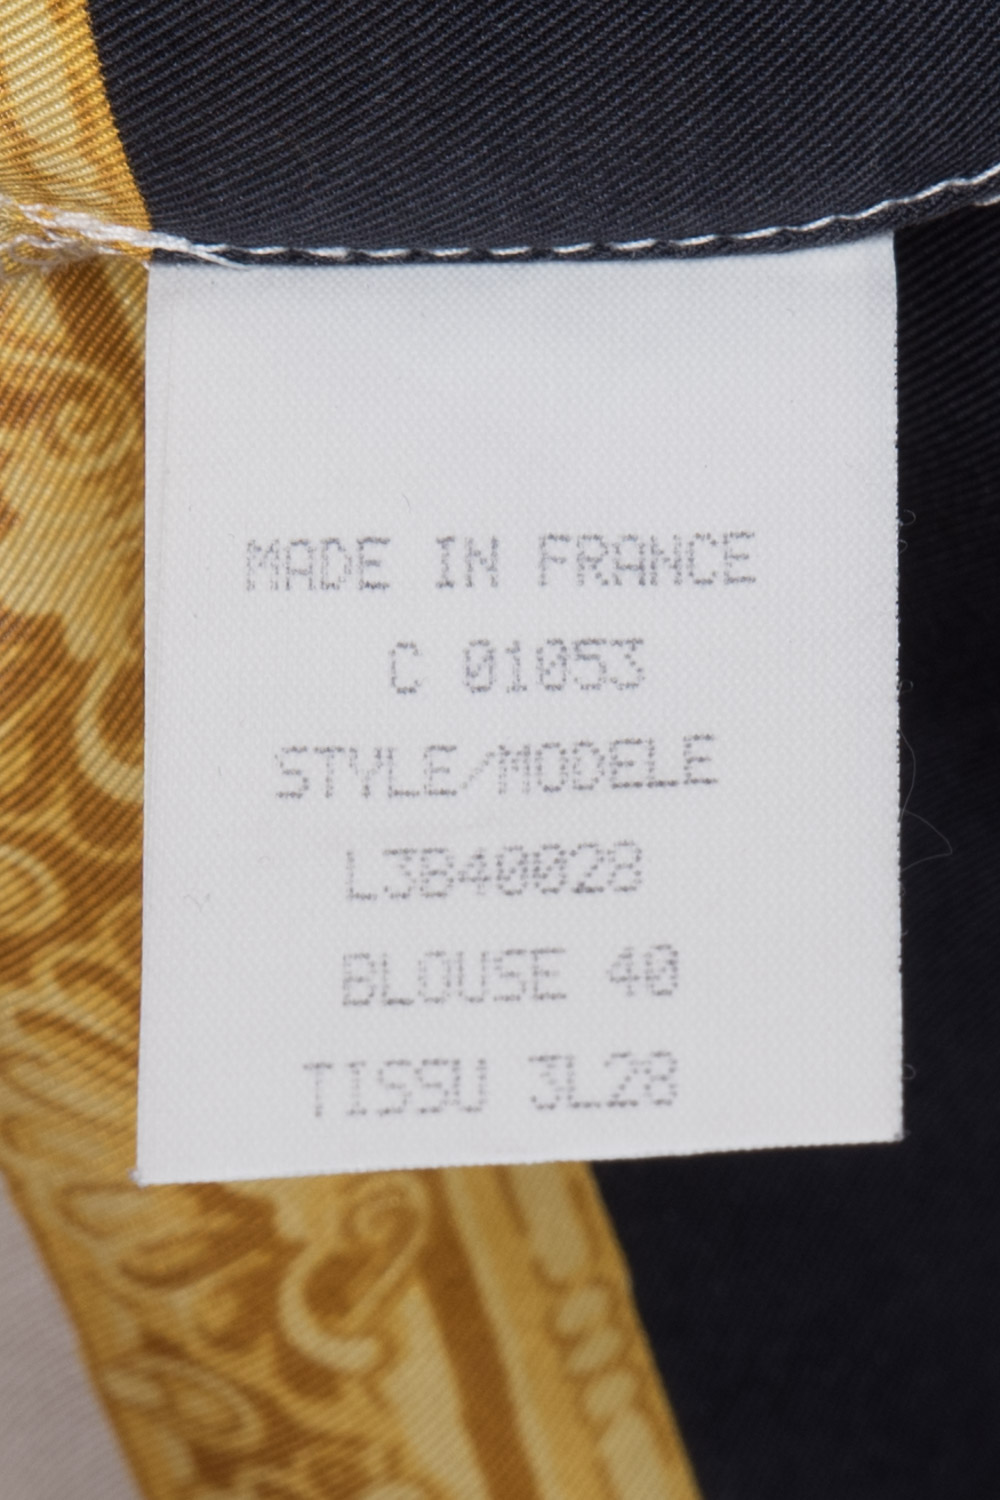 MADE IN FRANCE
C 01053
STYLE/MODELE
L3B40028
BLOUSE 40
TISSU 3L28